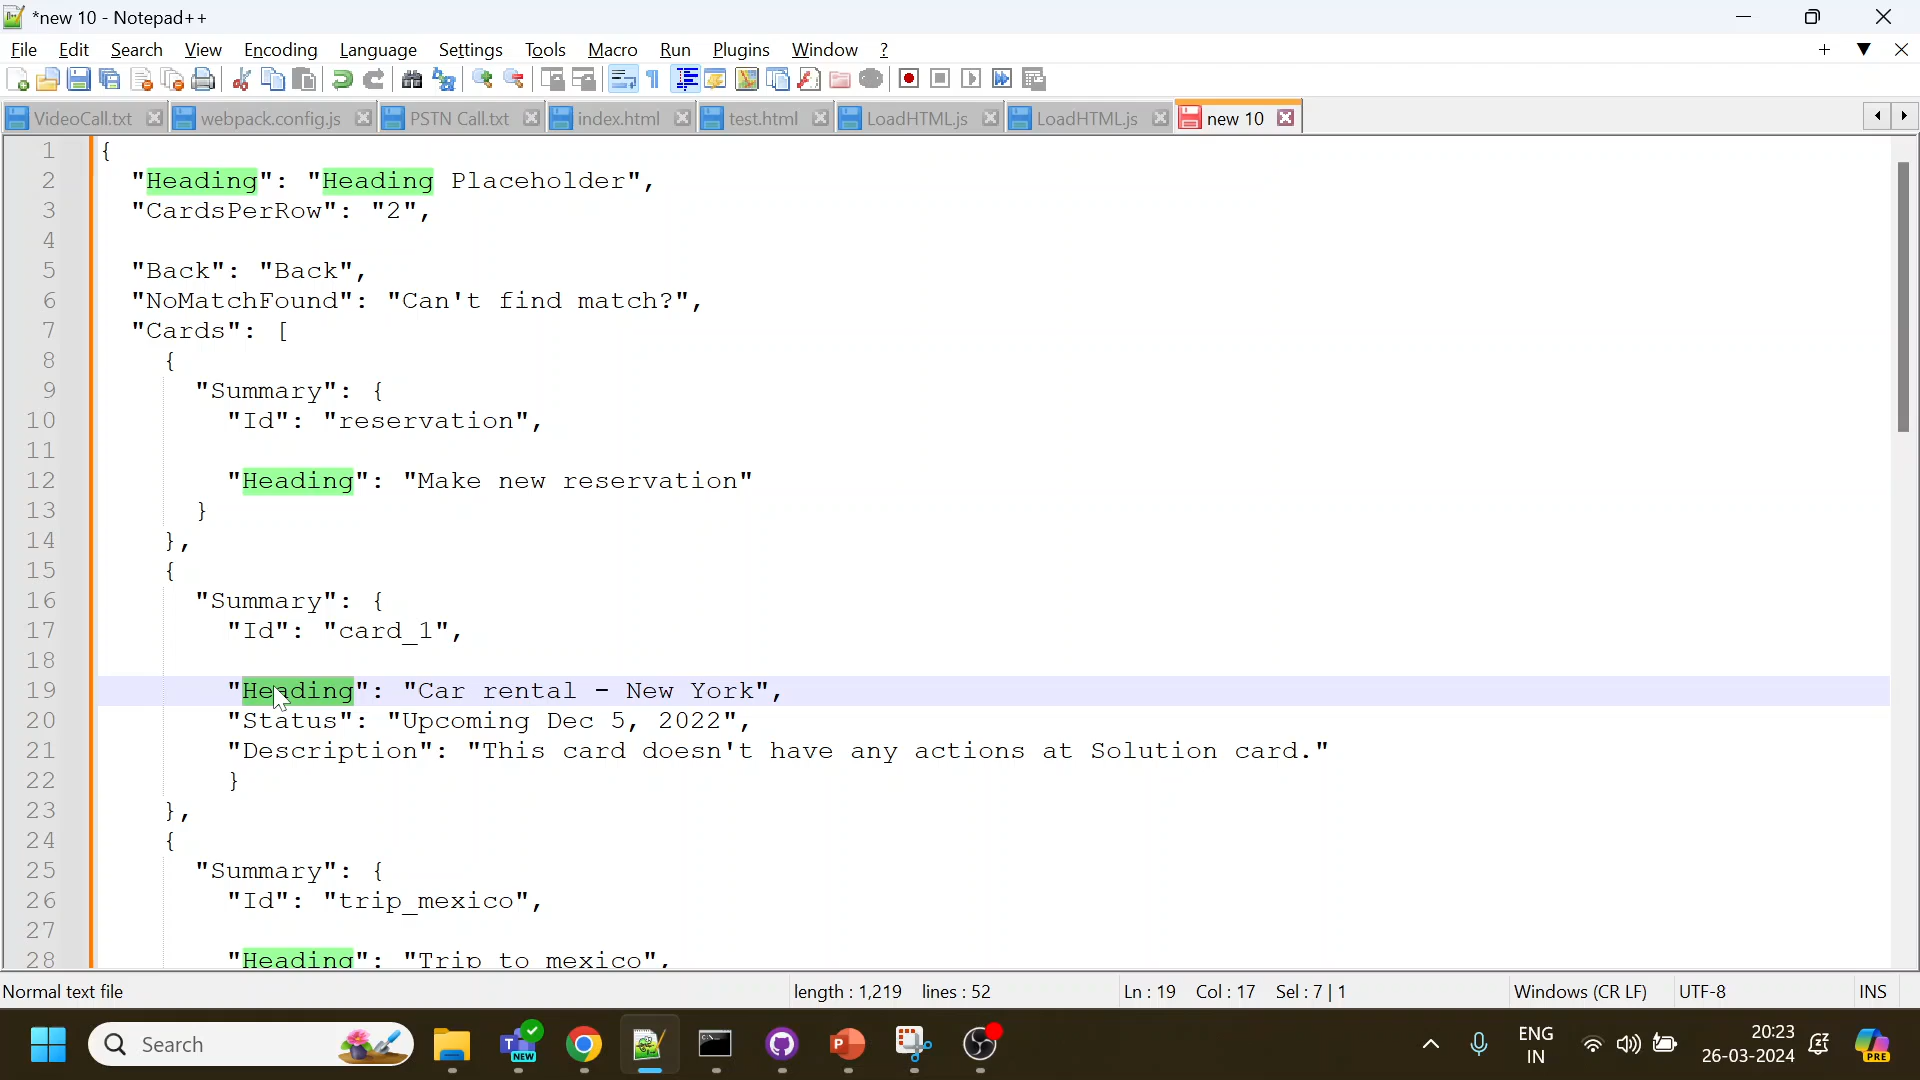 *new 10 - Notepad++
File Edit Search View Encoding Language Settings Tools Macro Run Plugins Window ?
VideoCall.txt webpack.config.js PSTN Call.txt index.html test.html LoadHTML.js LoadHTML.js new 10
1 {
2 "Heading": "Heading Placeholder",
3 "CardsPerRow": "2",
4
5 "Back": "Back",
6 "NoMatchFound": "Can't find match?",
7 "Cards": [
8 {
9 "Summary": {
10 "Id": "reservation",
11
12 "Heading": "Make new reservation"
13 }
14 },
15 {
16 "Summary": {
17 "Id": "card_1",
18
19 "Heading": "Car rental - New York",
20 "Status": "Upcoming Dec 5, 2022",
21 "Description": "This card doesn't have any actions at Solution card."
22 }
23 },
24 {
25 "Summary": {
26 "Id": "trip_mexico",
27
28 "Heading": "Trip to mexico",
Normal text file length : 1,219 lines : 52 Ln : 19 Col : 17 Sel : 7 | 1 Windows (CR LF) UTF-8 INS
Search NEW ENG 20:23
IN 26-03-2024 PRE